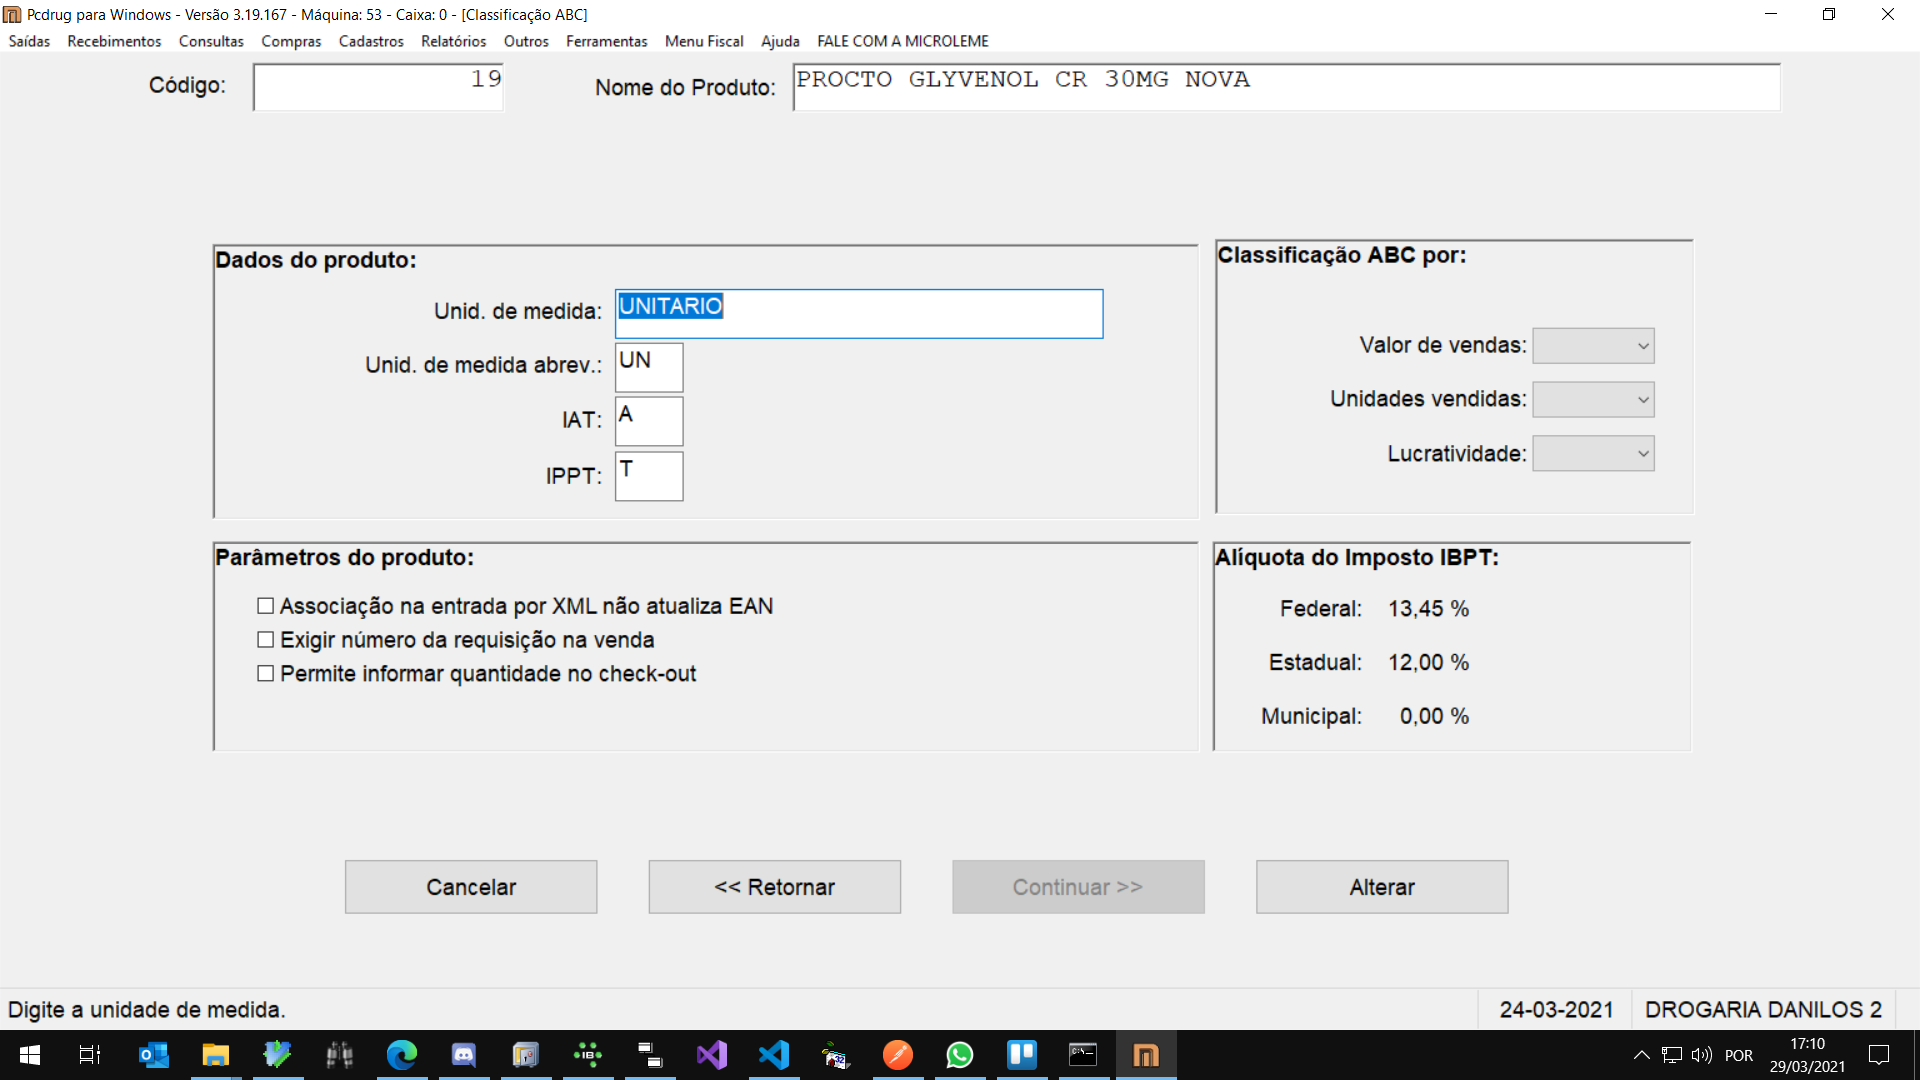 Pcdrug para Windows - Versão 3.19.167 - Máquina: 53 - Caixa: 0 - [Classificação ABC]
Saídas Recebimentos Consultas Compras Cadastros Relatórios Outros Ferramentas Menu Fiscal Ajuda FALE COM A MICROLEME
Código: 19 Nome do Produto: PROCTO GLYVENOL CR 30MG NOVA
Dados do produto:
Unid. de medida: UNITARIO
Unid. de medida abrev.: UN
IAT: A
IPPT: T
Classificação ABC por:
Valor de vendas:
Unidades vendidas:
Lucratividade:
Parâmetros do produto:
Associação na entrada por XML não atualiza EAN
Exigir número da requisição na venda
Permite informar quantidade no check-out
Alíquota do Imposto IBPT:
Federal: 13,45 %
Estadual: 12,00 %
Municipal: 0,00 %
Cancelar << Retornar Continuar >> Alterar
Digite a unidade de medida. 24-03-2021 DROGARIA DANILOS 2
POR 17:10
29/03/2021